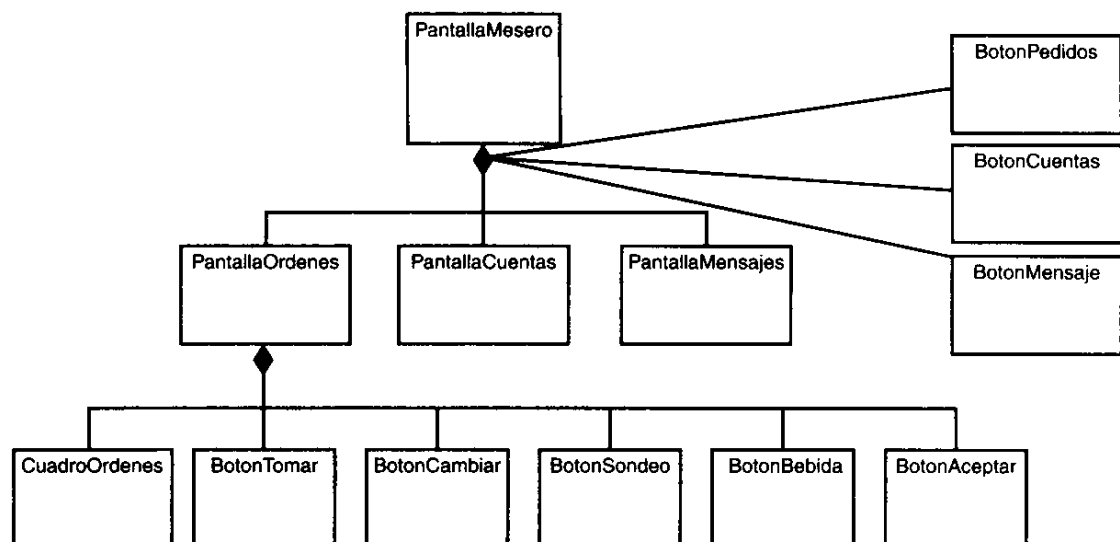 PantallaMesero
BotonPedidos
BotonCuentas
PantallaOrdenes
PantallaCuentas
PantallaMensajes
BotonMensaje
CuadroOrdenes
BotonTomar
BotonCambiar
BotonSondeo
BotonBebida
BotonAceptar